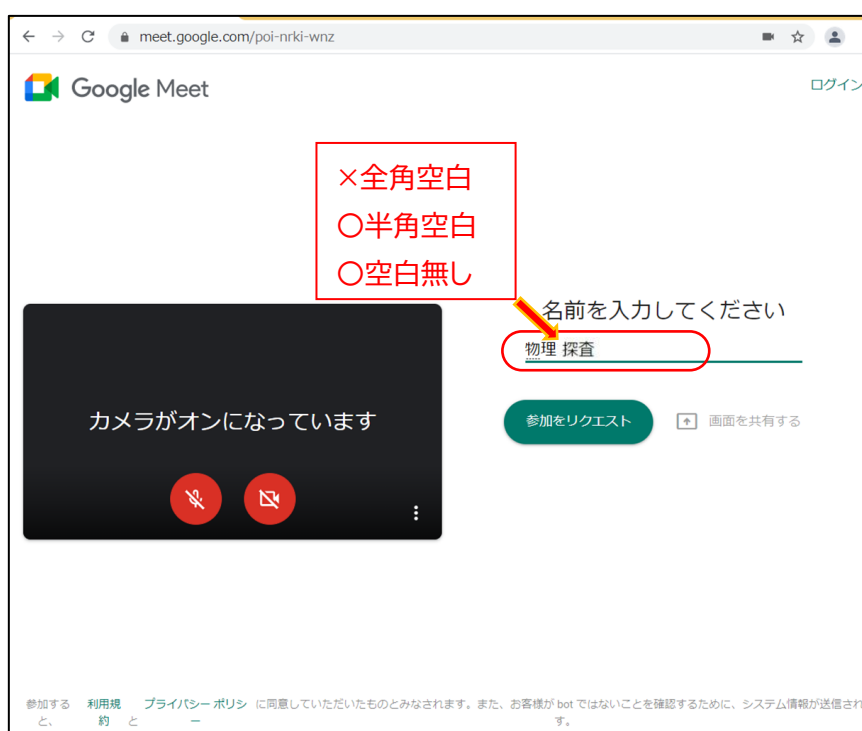 meet.google.com/poi-nrki-wnz
Google Meet
ログイン
×全角空白
〇半角空白
〇空白無し
名前を入力してください
物理 探査
カメラがオンになっています
参加をリクエスト
画面を共有する
参加する 利用規 プライバシー ポリシ に同意していただいたものとみなされます。また、お客様が bot ではないことを確認するために、システム情報が送信され
と、 約 と ー す。